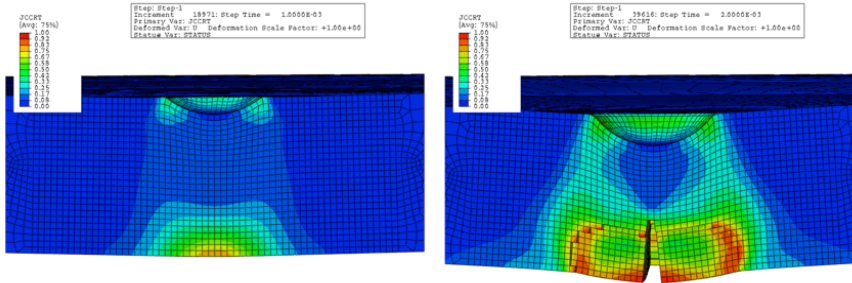 Step: Step-1
Increment 18971: Step Time = 1.0000E-03
Primary Var: JCCRT
Deformed Var: U Deformation Scale Factor: +1.00e+00
Status Var: STATUS
JCCRT
(Avg: 75%)
1.00
0.92
0.83
0.75
0.67
0.58
0.50
0.42
0.33
0.25
0.17
0.08
0.00
Step: Step-1
Increment 39616: Step Time = 2.0000E-03
Primary Var: JCCRT
Deformed Var: U Deformation Scale Factor: +1.00e+00
Status Var: STATUS
JCCRT
(Avg: 75%)
1.00
0.92
0.83
0.75
0.67
0.58
0.50
0.42
0.33
0.25
0.17
0.08
0.00